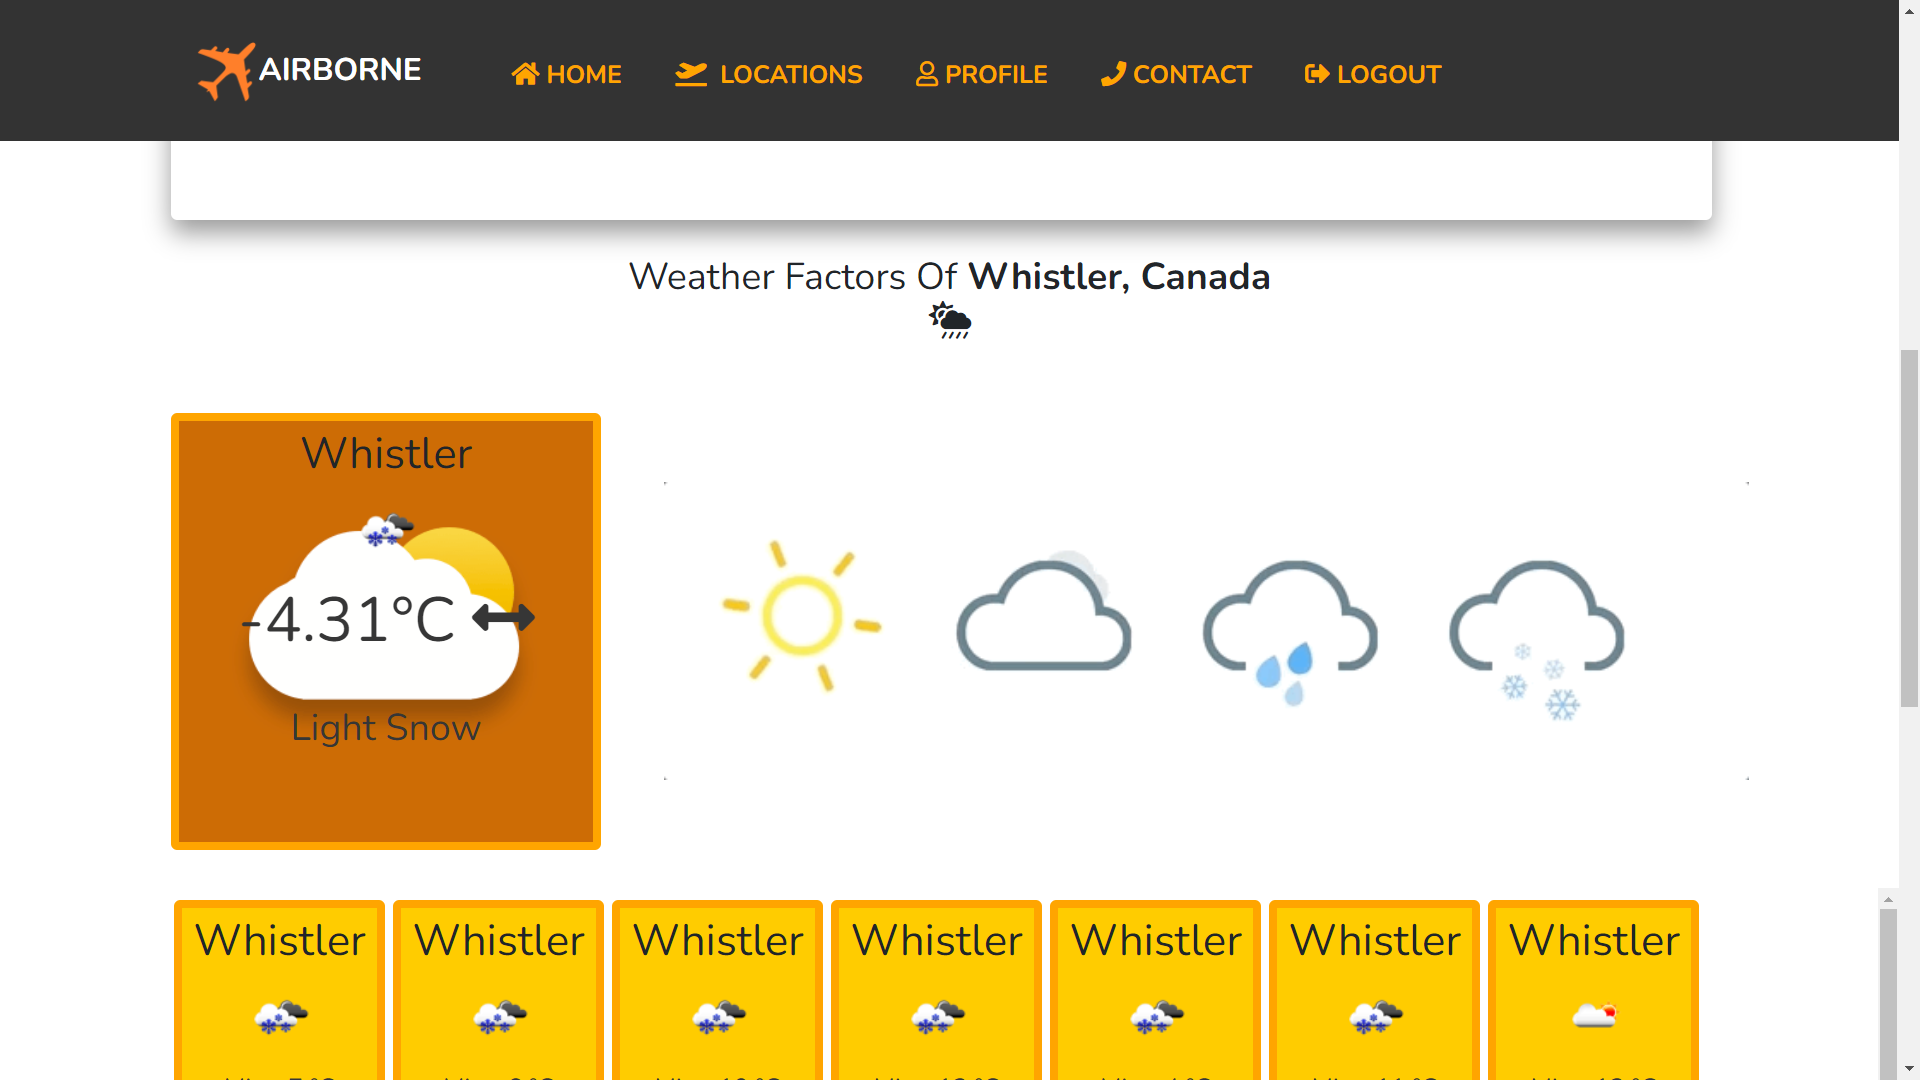 AIRBORNE
HOME LOCATIONS PROFILE CONTACT LOGOUT
Weather Factors Of Whistler, Canada
Whistler
-4.31°C
Light Snow
Whistler Whistler Whistler Whistler Whistler Whistler Whistler